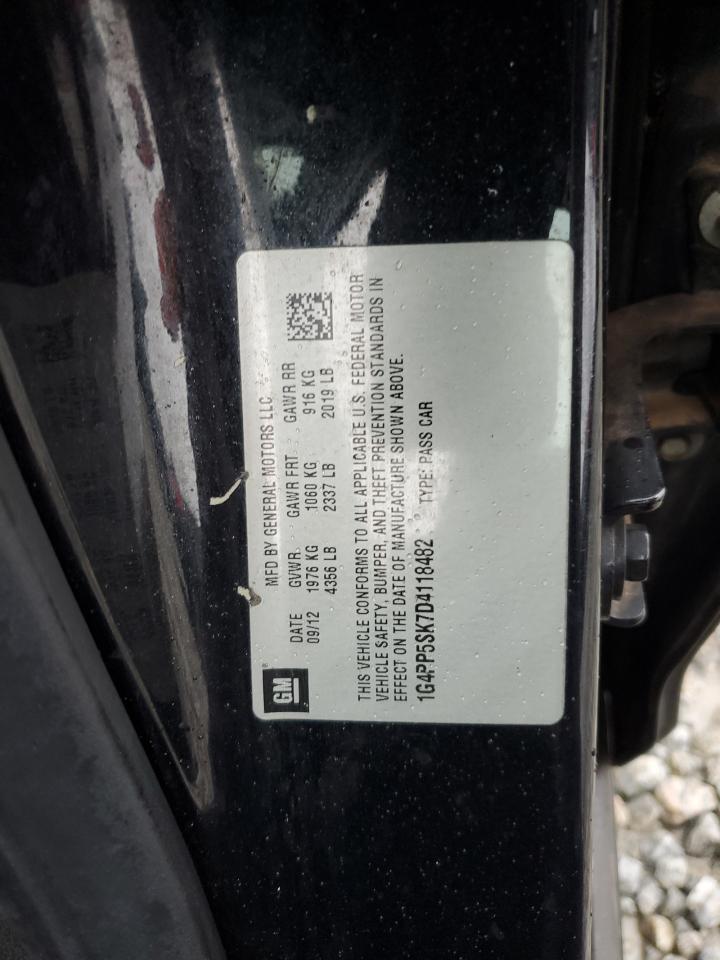 GM
MFD BY GENERAL MOTORS LLC
DATE GVWR GAWR FRT GAWR RR
09/12 1976 KG 1060 KG 916 KG
4356 LB 2337 LB 2019 LB
THIS VEHICLE CONFORMS TO ALL APPLICABLE U.S. FEDERAL MOTOR
VEHICLE SAFETY, BUMPER, AND THEFT PREVENTION STANDARDS IN
EFFECT ON THE DATE OF MANUFACTURE SHOWN ABOVE.
1G4PP5SK7D4118482 TYPE: PASS CAR